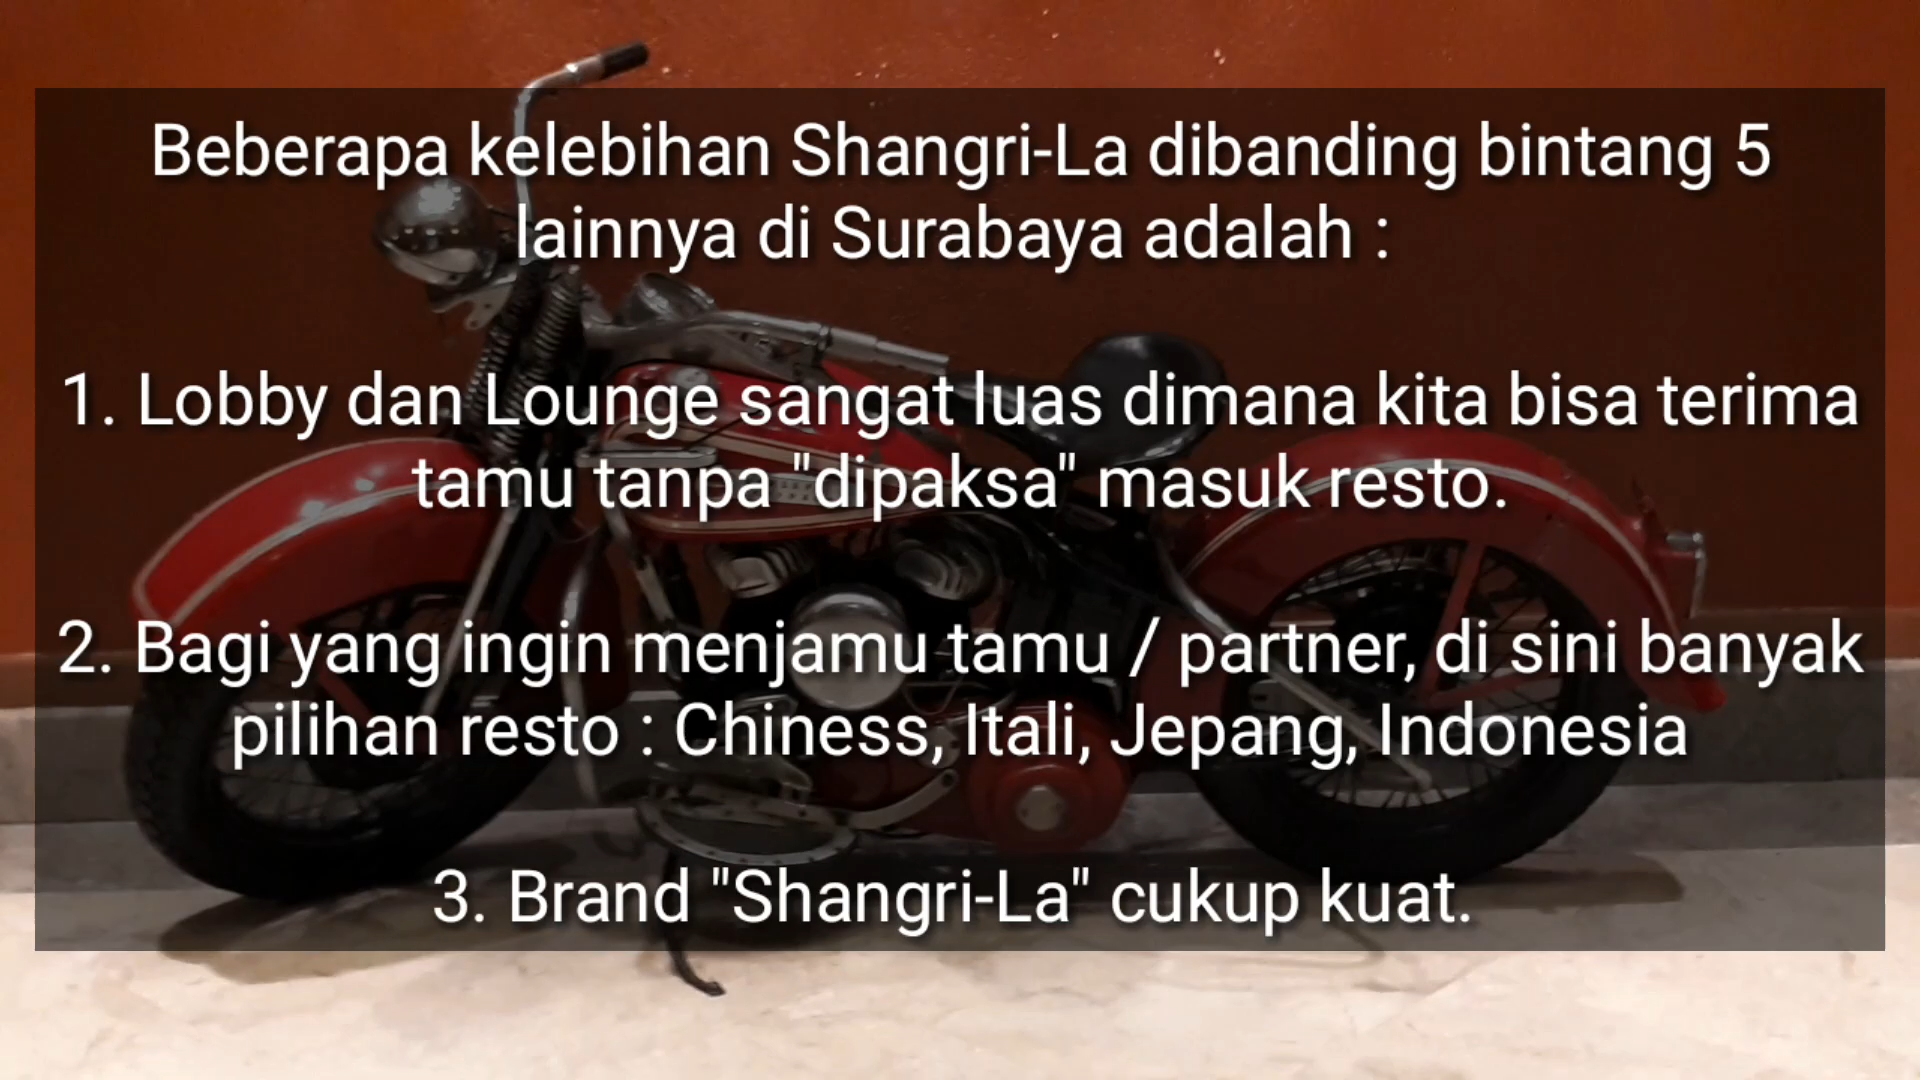 Beberapa kelebihan Shangri-La dibanding bintang 5
lainnya di Surabaya adalah :
1. Lobby dan Lounge sangat luas dimana kita bisa terima
tamu tanpa "dipaksa" masuk resto.
2. Bagi yang ingin menjamu tamu / partner, di sini banyak
pilihan resto : Chiness, Itali, Jepang, Indonesia
3. Brand "Shangri-La" cukup kuat.